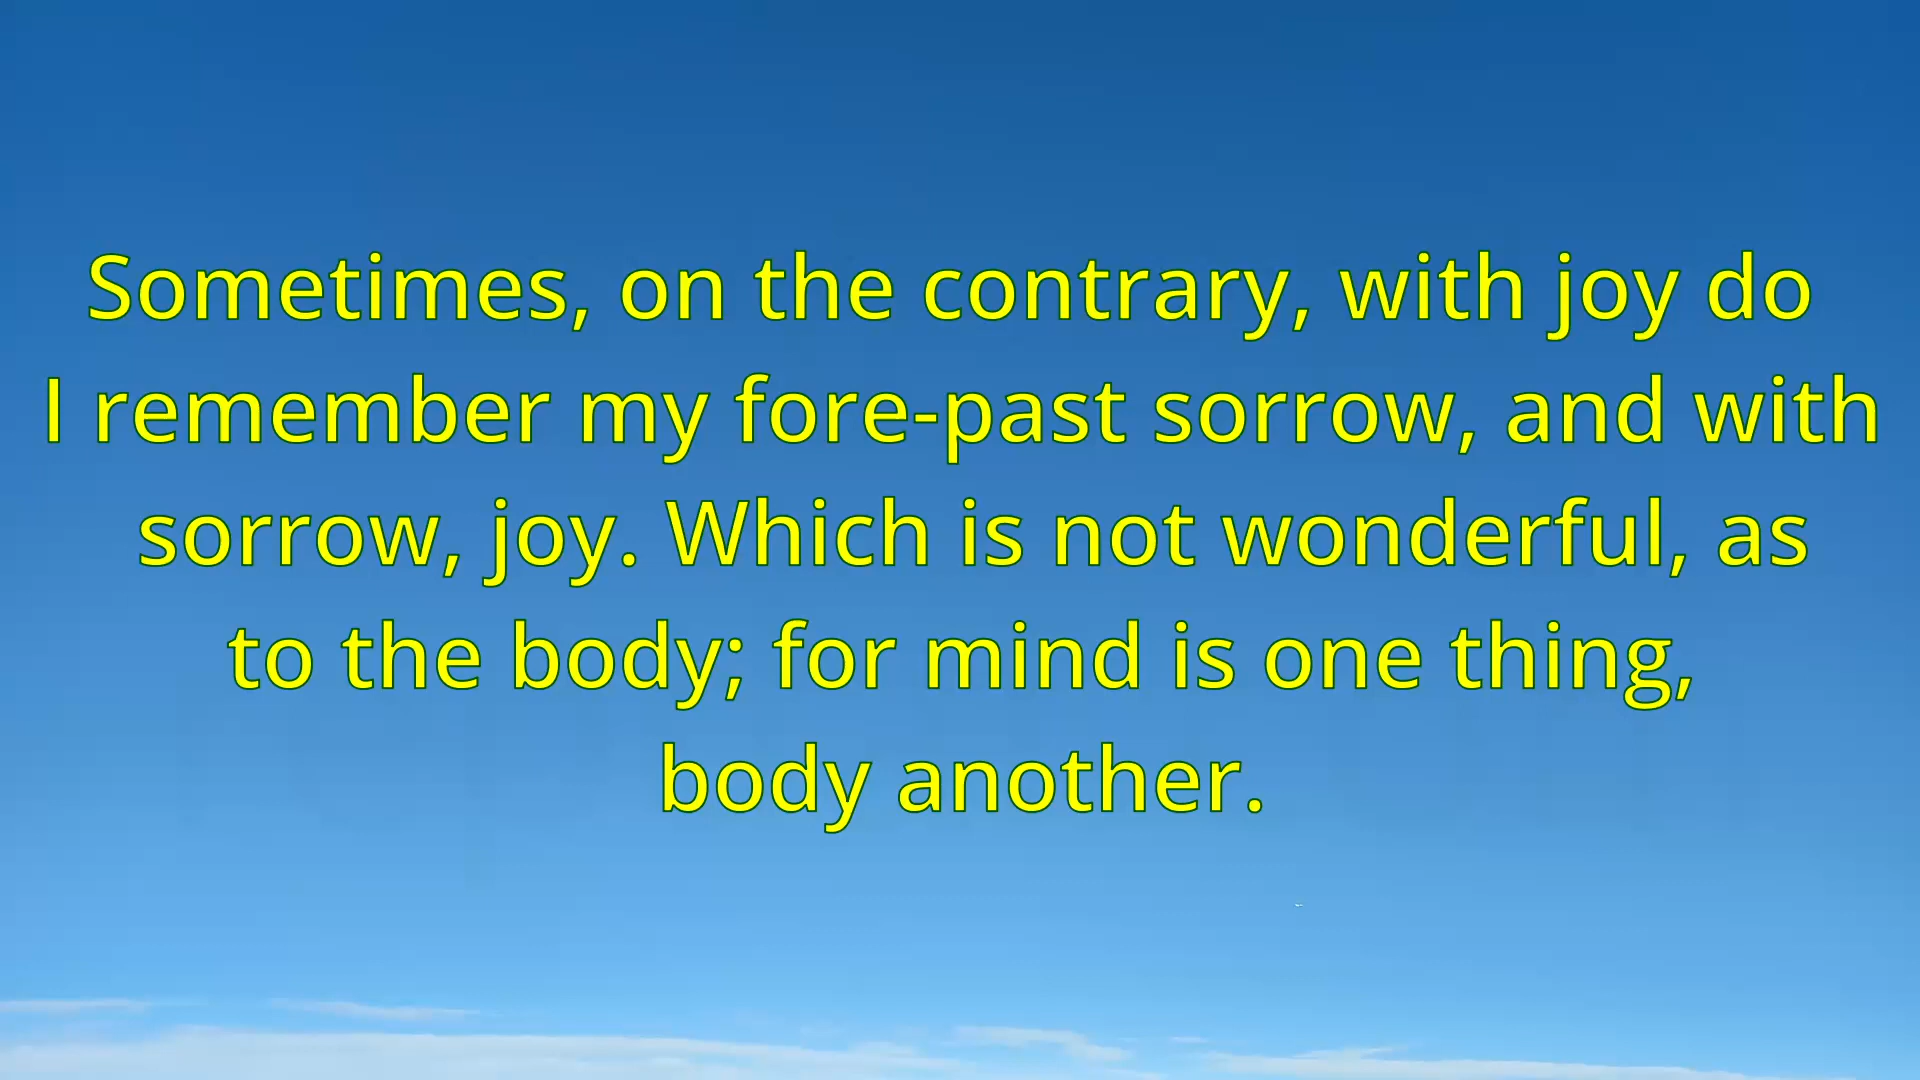 Sometimes, on the contrary, with joy do
I remember my fore-past sorrow, and with
sorrow, joy. Which is not wonderful, as
to the body; for mind is one thing,
body another.